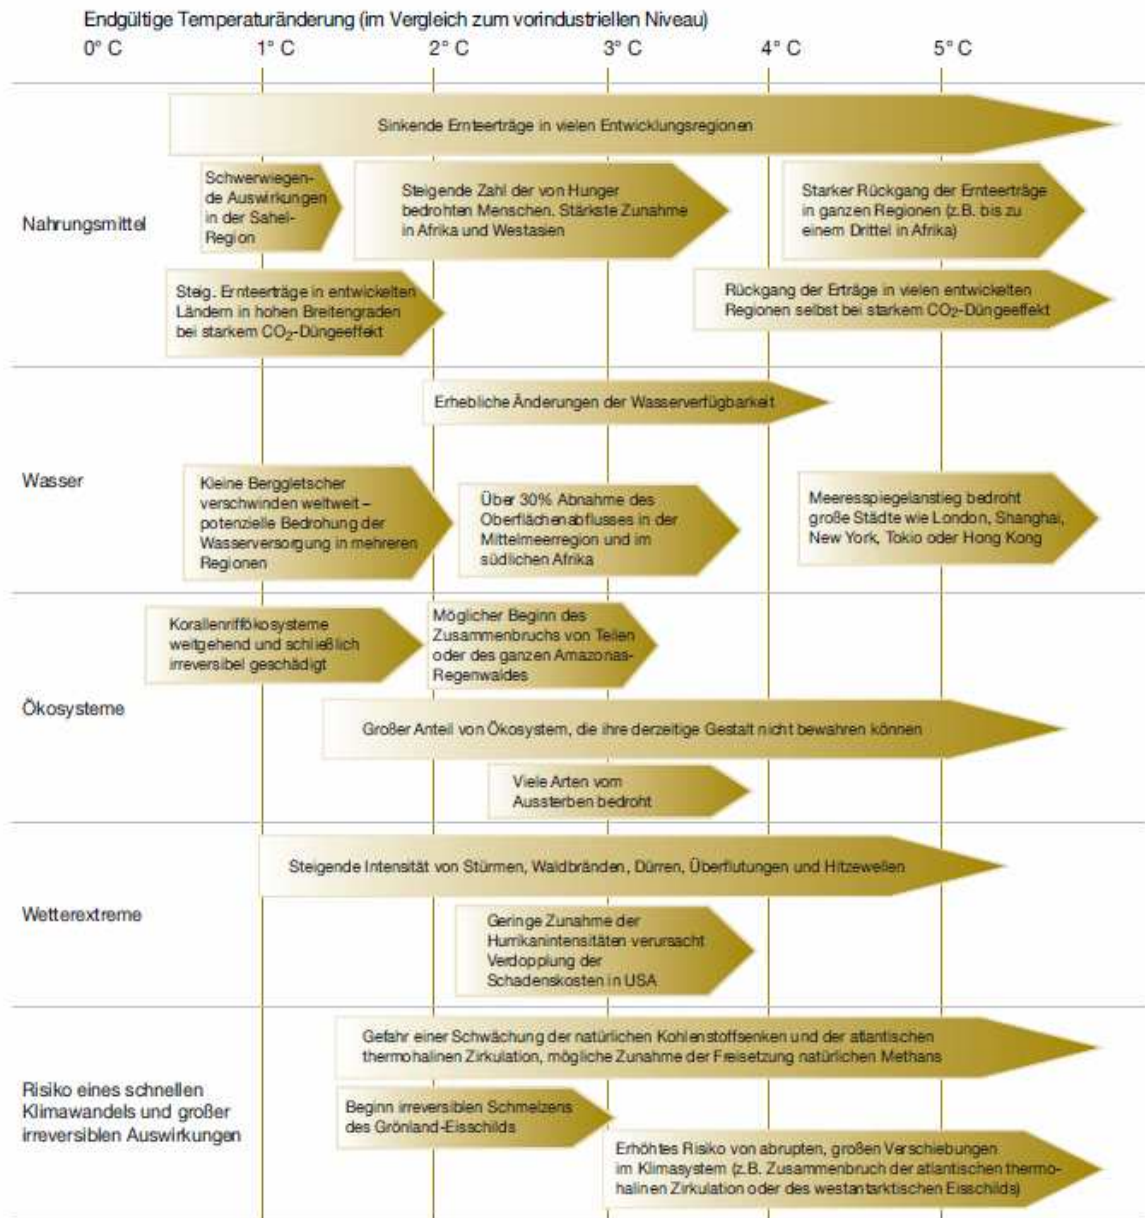 Endgültige Temperaturänderung (im Vergleich zum vorindustriellen Niveau)
0° C 1° C 2° C 3° C 4° C 5° C
Sinkende Ernteerträge in vielen Entwicklungsregionen
Nahrungsmittel
Schwerwiegen-
de Auswirkungen
in der Sahel-
Region
Steigende Zahl der von Hunger
bedrohten Menschen. Stärkste Zunahme
in Afrika und Westasien
Starker Rückgang der Ernteerträge
in ganzen Regionen (z.B. bis zu
einem Drittel in Afrika)
Steig. Ernteerträge in entwickelten
Ländern in hohen Breitengraden
bei starkem CO2-Düngeeffekt
Rückgang der Erträge in vielen entwickelten
Regionen selbst bei starkem CO2-Düngeeffekt
Wasser
Erhebliche Änderungen der Wasserverfügbarkeit
Kleine Berggletscher
verschwinden weltweit –
potenzielle Bedrohung der
Wasserversorgung in mehreren
Regionen
Über 30% Abnahme des
Oberflächenabflusses in der
Mittelmeerregion und im
südlichen Afrika
Meeresspiegelanstieg bedroht
große Städte wie London, Shanghai,
New York, Tokio oder Hong Kong
Ökosysteme
Korallenriffökosysteme
weitgehend und schließlich
irreversibel geschädigt
Möglicher Beginn des
Zusammenbruchs von Teilen
oder des ganzen Amazonas-
Regenwaldes
Großer Anteil von Ökosystem, die ihre derzeitige Gestalt nicht bewahren können
Viele Arten vom
Aussterben bedroht
Wetterextreme
Steigende Intensität von Stürmen, Waldbränden, Dürren, Überflutungen und Hitzewellen
Geringe Zunahme der
Hurrikanintensitäten verursacht
Verdopplung der
Schadenskosten in USA
Risiko eines schnellen
Klimawandels und großer
irreversiblen Auswirkungen
Gefahr einer Schwächung der natürlichen Kohlenstoffsenken und der atlantischen
thermohalinen Zirkulation, mögliche Zunahme der Freisetzung natürlichen Methans
Beginn irreversiblen Schmelzens
des Grönland-Eisschilds
Erhöhtes Risiko von abrupten, großen Verschiebungen
im Klimasystem (z.B. Zusammenbruch der atlantischen thermo-
halinen Zirkulation oder des westantarktischen Eisschilds)